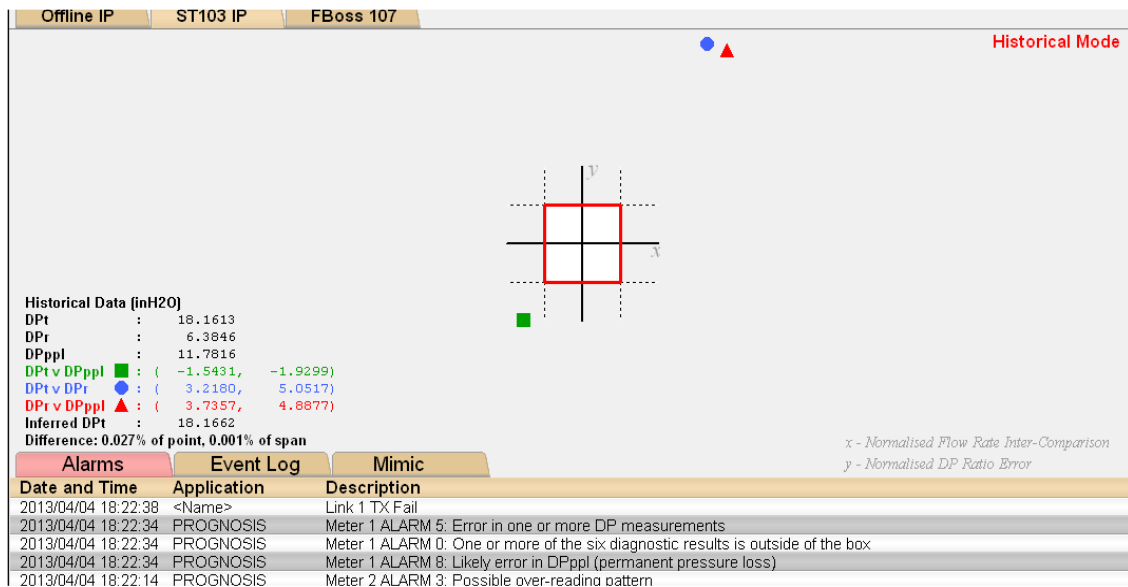 Offline IP ST103 IP FBoss 107
Historical Mode
y
x
Historical Data (inH2O)
DPt : 18.1613
DPr : 6.3846
DPppl : 11.7816
DPt v DPppl : ( -1.5431, -1.9299)
DPt v DPr : ( 3.2180, 5.0517)
DPr v DPppl : ( 3.7357, 4.8877)
Inferred DPt : 18.1662
Difference: 0.027% of point, 0.001% of span
x - Normalised Flow Rate Inter-Comparison
y - Normalised DP Ratio Error
Alarms Event Log Mimic
Date and Time Application Description
2013/04/04 18:22:38 <Name> Link 1 TX Fail
2013/04/04 18:22:34 PROGNOSIS Meter 1 ALARM 5: Error in one or more DP measurements
2013/04/04 18:22:34 PROGNOSIS Meter 1 ALARM 0: One or more of the six diagnostic results is outside of the box
2013/04/04 18:22:34 PROGNOSIS Meter 1 ALARM 8: Likely error in DPppl (permanent pressure loss)
2013/04/04 18:22:14 PROGNOSIS Meter 2 ALARM 3: Possible over-reading pattern